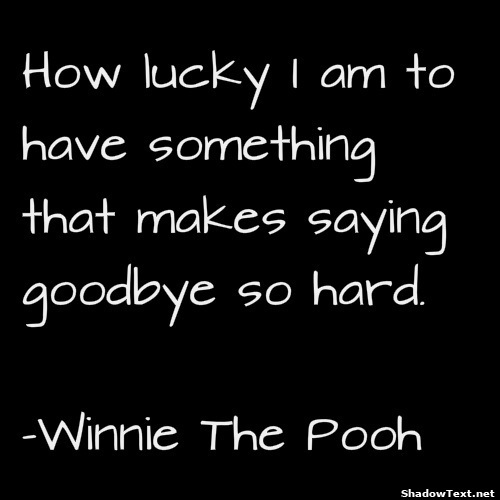 How lucky I am to
have something
that makes saying
goodbye so hard.
-Winnie The Pooh
ShadowText.net